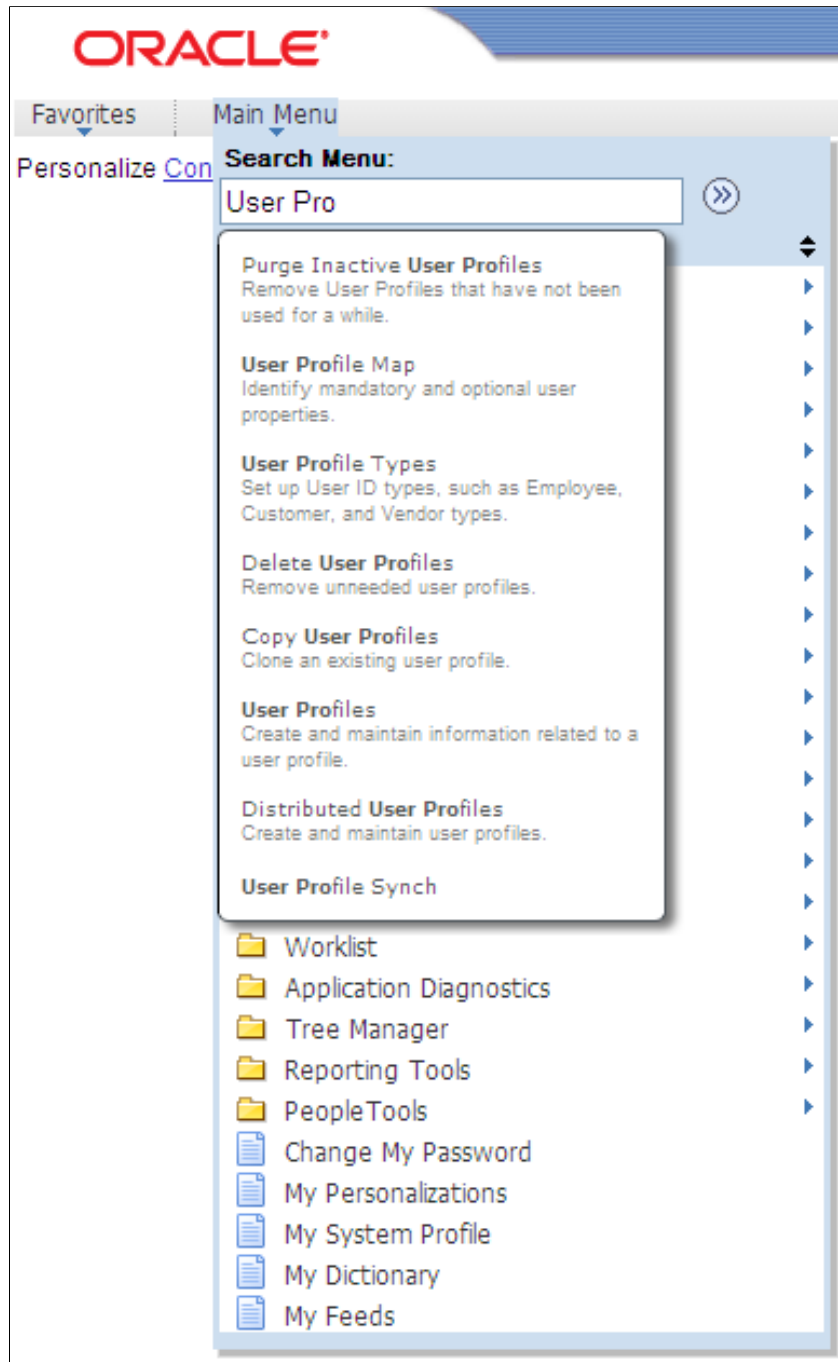 ORACLE
Favorites
Main Menu
Personalize Con
Search Menu:
User Pro
Purge Inactive User Profiles
Remove User Profiles that have not been
used for a while.
User Profile Map
Identify mandatory and optional user
properties.
User Profile Types
Set up User ID types, such as Employee,
Customer, and Vendor types.
Delete User Profiles
Remove unneeded user profiles.
Copy User Profiles
Clone an existing user profile.
User Profiles
Create and maintain information related to a
user profile.
Distributed User Profiles
Create and maintain user profiles.
User Profile Synch
Worklist
Application Diagnostics
Tree Manager
Reporting Tools
PeopleTools
Change My Password
My Personalizations
My System Profile
My Dictionary
My Feeds